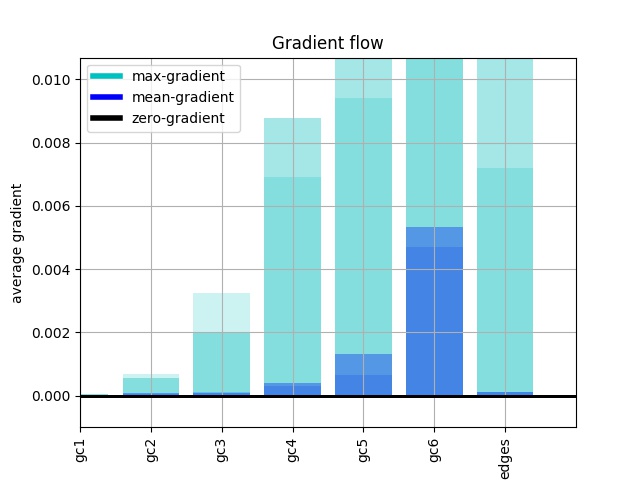 Gradient flow
max-gradient
mean-gradient
zero-gradient
average gradient
0.010
0.008
0.006
0.004
0.002
0.000
gc1
gc2
gc3
gc4
gc5
gc6
edges